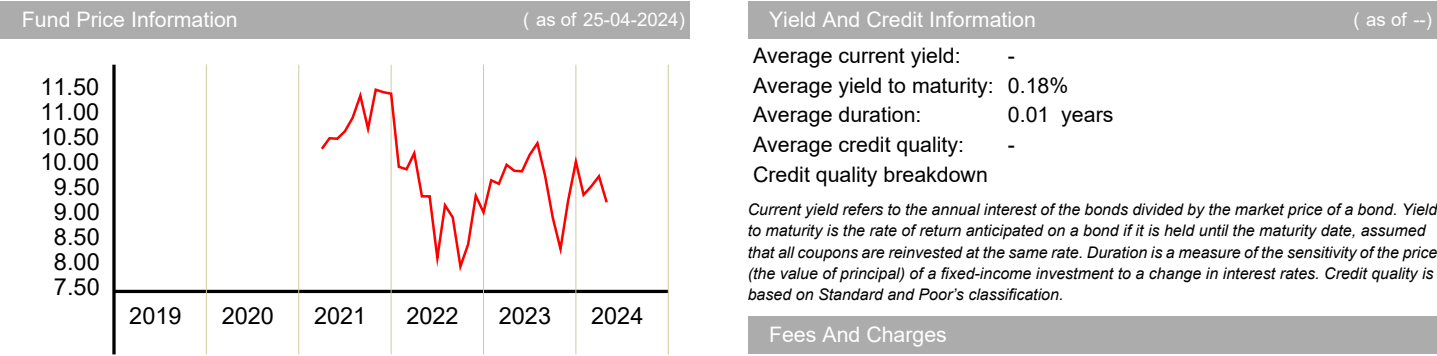 Fund Price Information ( as of 25-04-2024)
11.50
11.00
10.50
10.00
9.50
9.00
8.50
8.00
7.50
2019 2020 2021 2022 2023 2024
Yield And Credit Information ( as of --)
Average current yield: -
Average yield to maturity: 0.18%
Average duration: 0.01 years
Average credit quality: -
Credit quality breakdown
Current yield refers to the annual interest of the bonds divided by the market price of a bond. Yield
to maturity is the rate of return anticipated on a bond if it is held until the maturity date, assumed
that all coupons are reinvested at the same rate. Duration is a measure of the sensitivity of the price
(the value of principal) of a fixed-income investment to a change in interest rates. Credit quality is
based on Standard and Poor's classification.
Fees And Charges